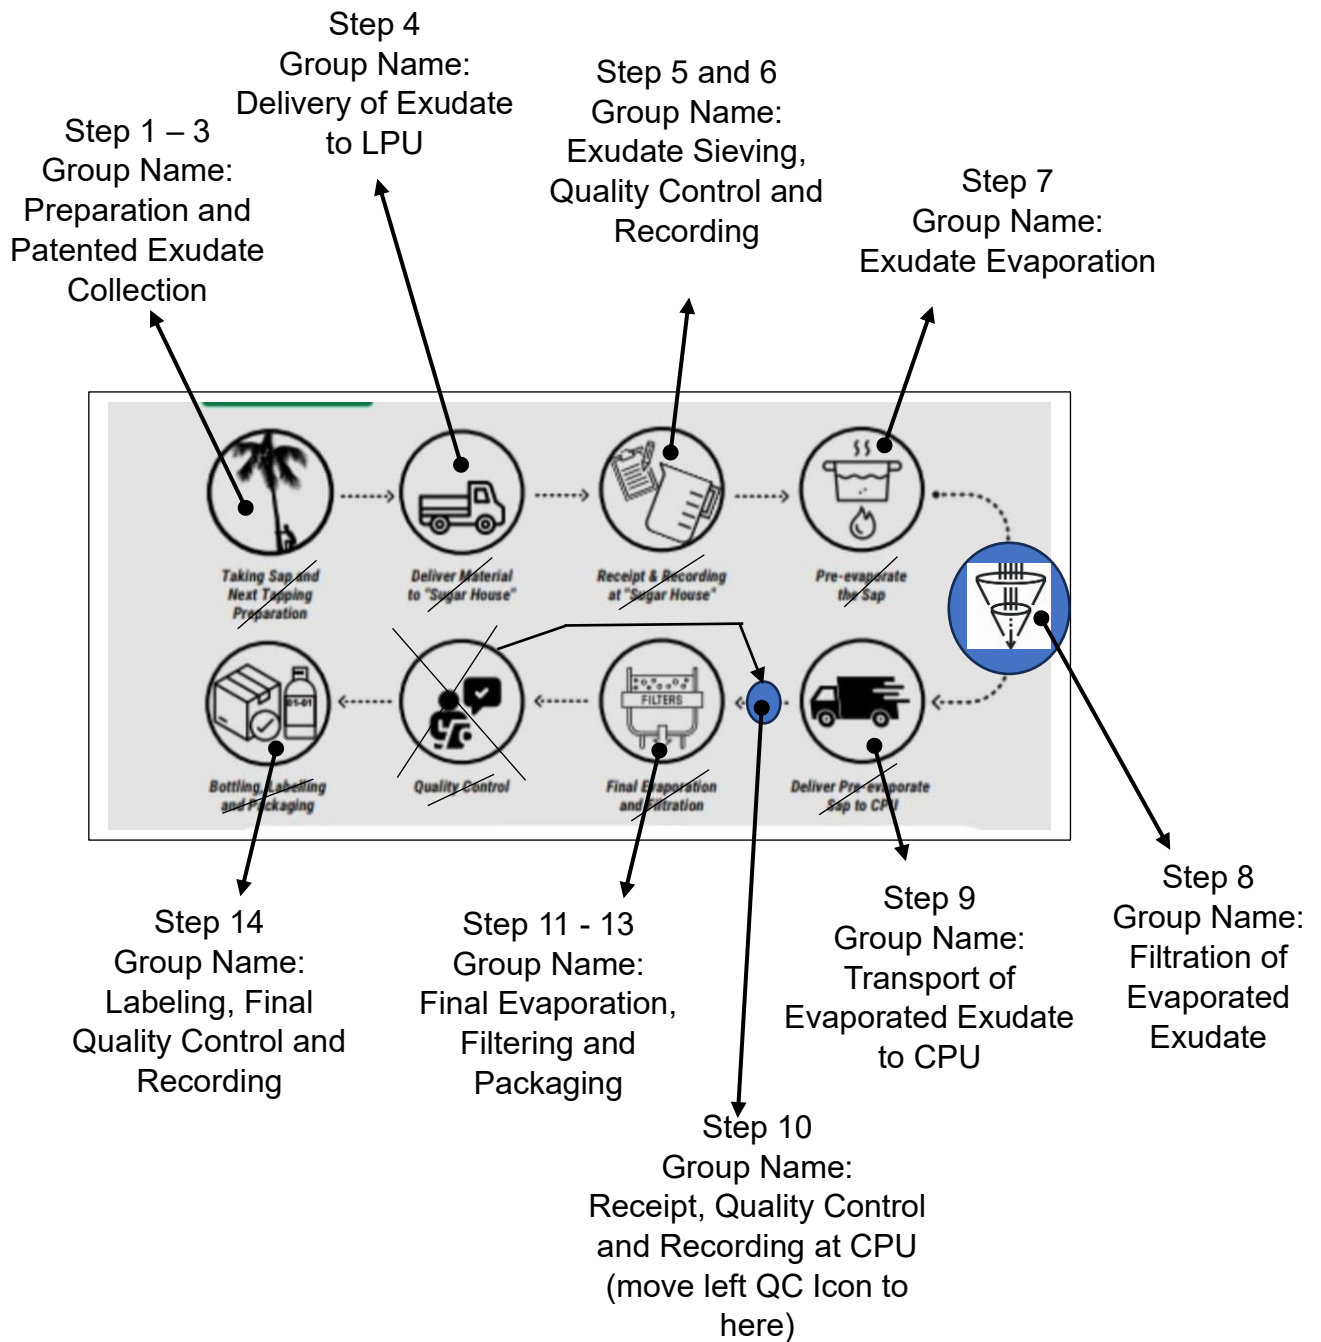 Step 4
Group Name:
Delivery of Exudate
to LPU
Step 5 and 6
Group Name:
Exudate Sieving,
Quality Control and
Recording
Step 1 – 3
Group Name:
Preparation and
Patented Exudate
Collection
Step 7
Group Name:
Exudate Evaporation
Taking Sap and
Next Tapping
Preparation
Deliver Material
to "Sugar House"
Receipt & Recording
at "Sugar House"
Pre-evaporate
the Sap
01-01
FILTERS
Bottling, Labelling
and Packaging
Quality Control
Final Evaporation
and Filtration
Deliver Pre-evaporate
Sap to CPU
Step 14
Group Name:
Labeling, Final
Quality Control and
Recording
Step 11 - 13
Group Name:
Final Evaporation,
Filtering and
Packaging
Step 9
Group Name:
Transport of
Evaporated Exudate
to CPU
Step 8
Group Name:
Filtration of
Evaporated
Exudate
Step 10
Group Name:
Receipt, Quality Control
and Recording at CPU
(move left QC Icon to
here)